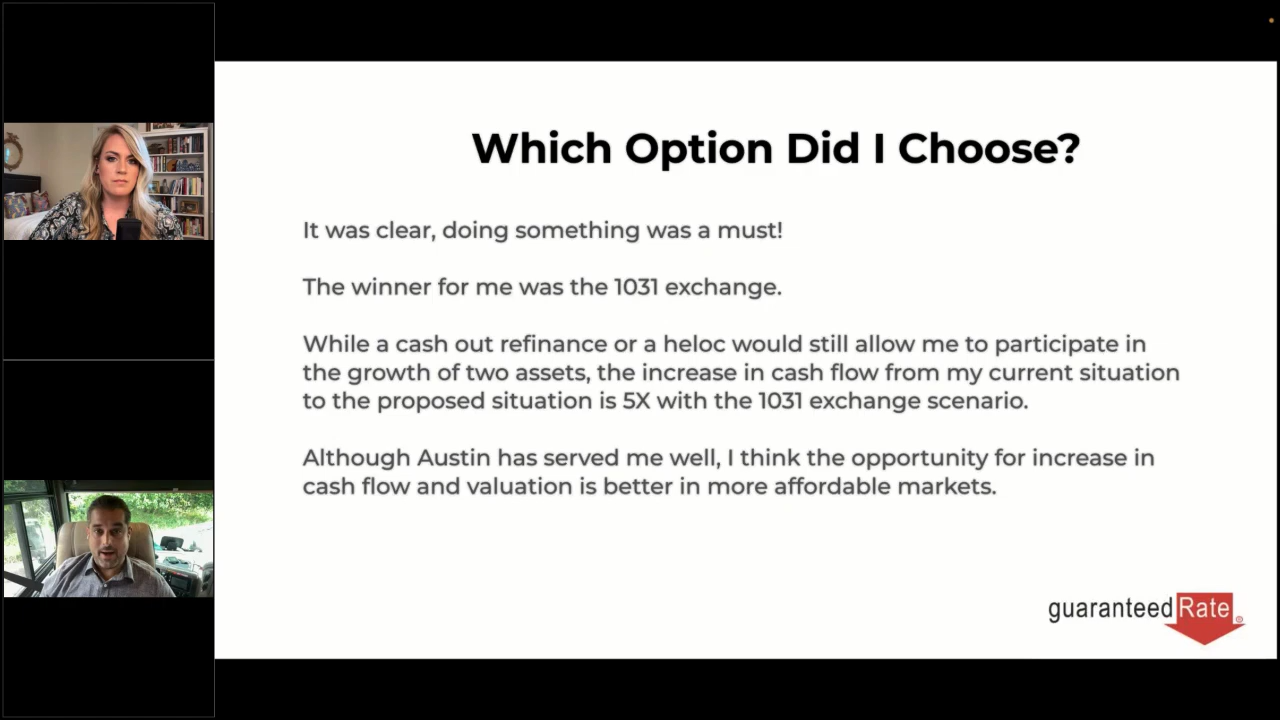 Which Option Did I Choose?
It was clear, doing something was a must!
The winner for me was the 1031 exchange.
While a cash out refinance or a heloc would still allow me to participate in
the growth of two assets, the increase in cash flow from my current situation
to the proposed situation is 5X with the 1031 exchange scenario.
Although Austin has served me well, I think the opportunity for increase in
cash flow and valuation is better in more affordable markets.
guaranteed Rate ®